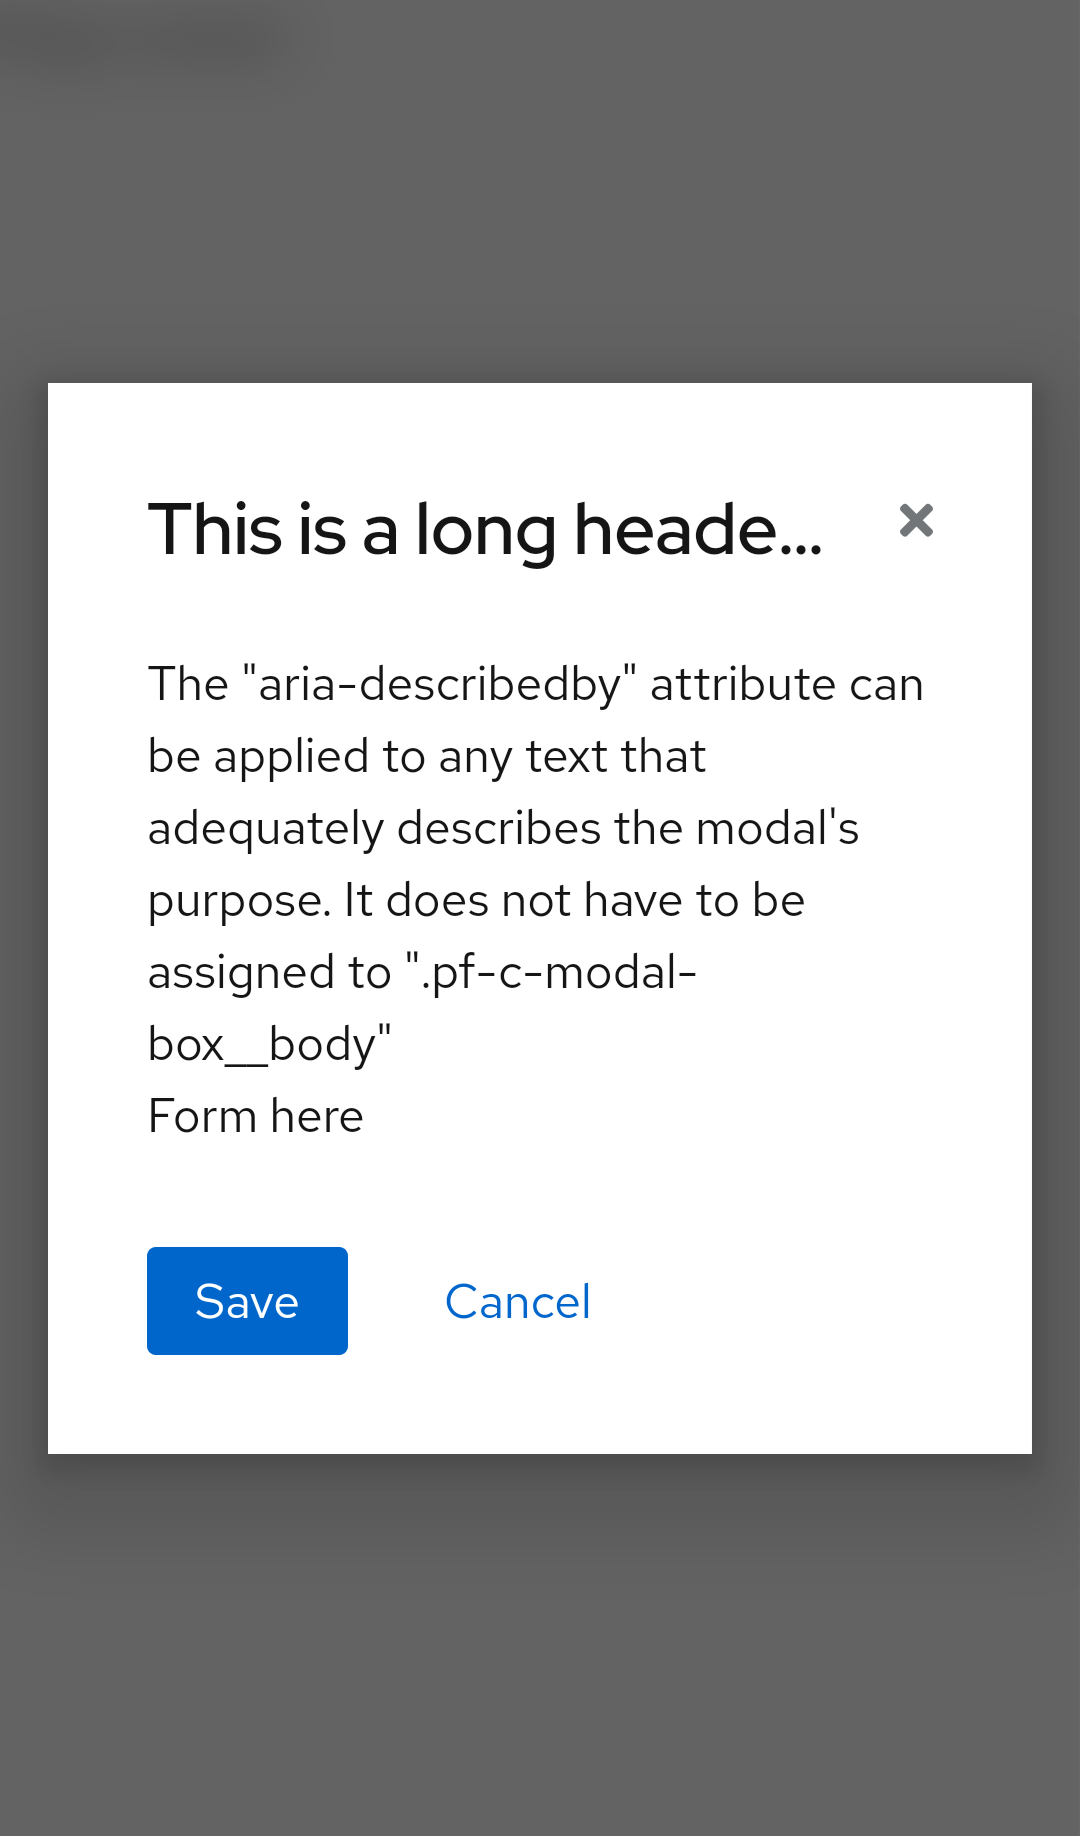 This is a long heade...
The "aria-describedby" attribute can
be applied to any text that
adequately describes the modal's
purpose. It does not have to be
assigned to ".pf-c-modal-
box__body"
Form here
Save
Cancel